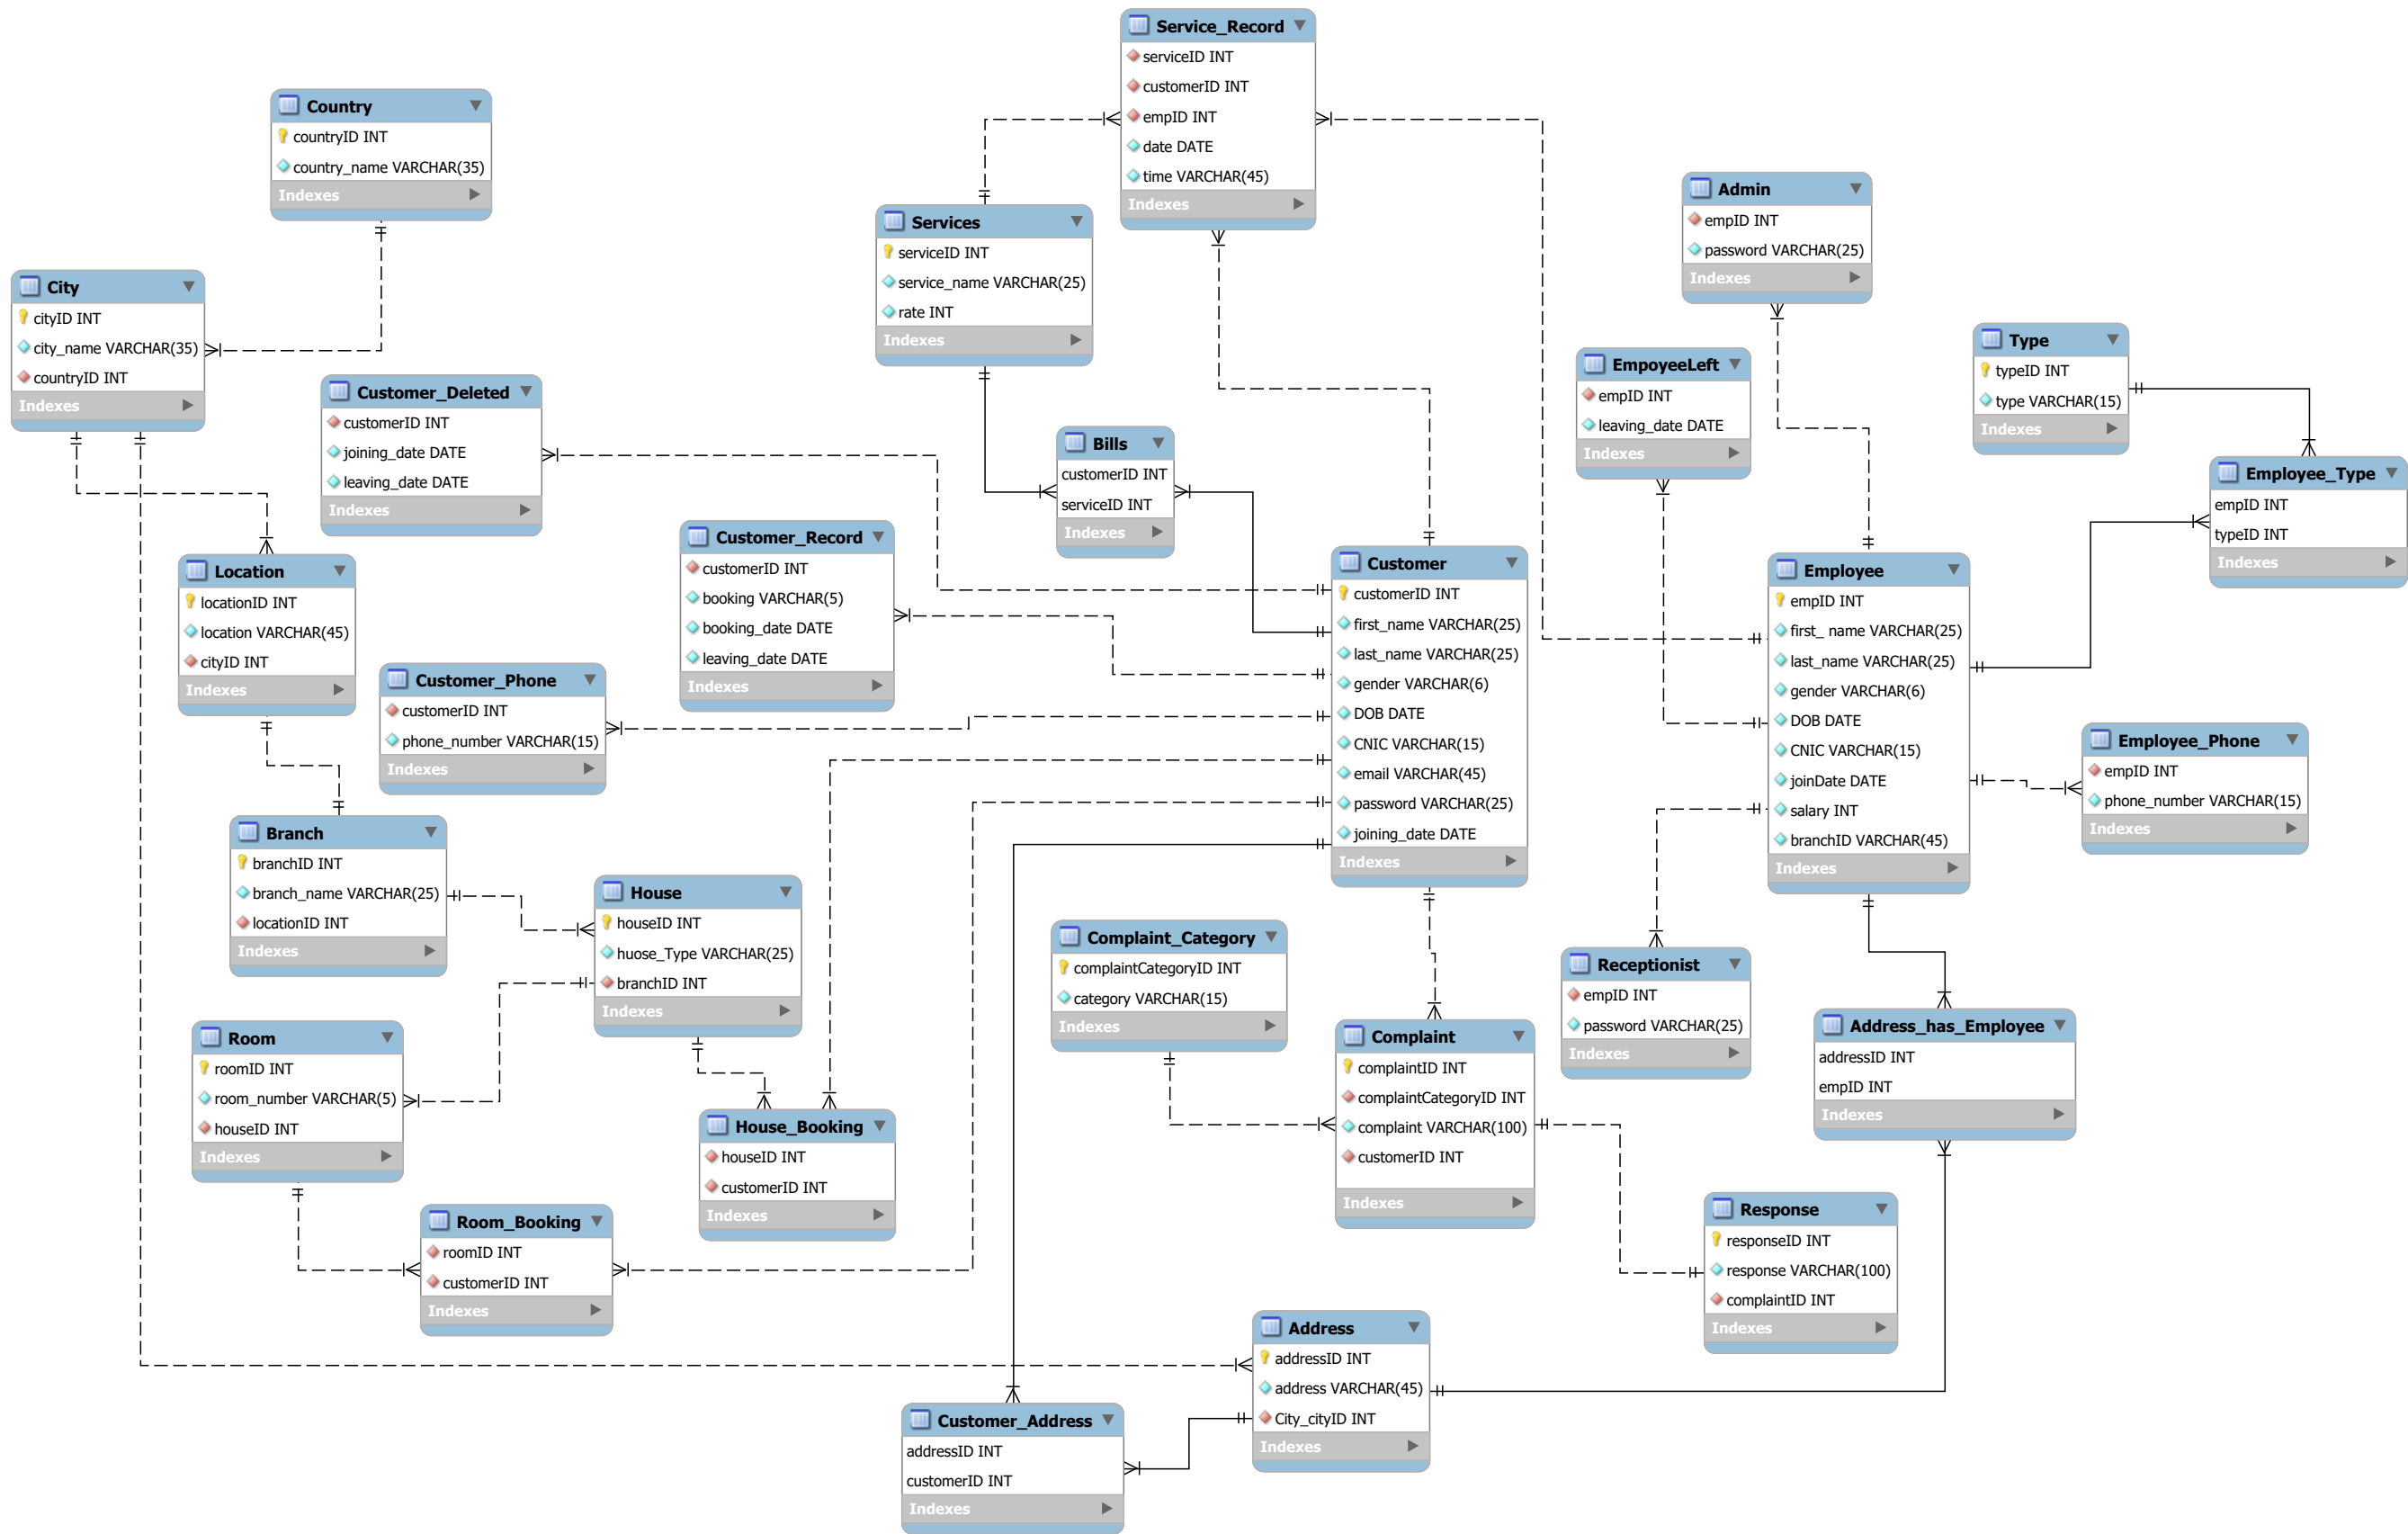 Service_Record
serviceID INT
customerID INT
empID INT
date DATE
time VARCHAR(45)
Indexes
Country
countryID INT
country_name VARCHAR(35)
Indexes
Admin
empID INT
password VARCHAR(25)
Indexes
Services
serviceID INT
service_name VARCHAR(25)
rate INT
Indexes
City
cityID INT
city_name VARCHAR(35)
countryID INT
Indexes
Type
typeID INT
type VARCHAR(15)
Indexes
EmpoyeeLeft
empID INT
leaving_date DATE
Indexes
Customer_Deleted
customerID INT
joining_date DATE
leaving_date DATE
Indexes
Bills
customerID INT
serviceID INT
Indexes
Employee_Type
empID INT
typeID INT
Indexes
Customer_Record
customerID INT
booking VARCHAR(5)
booking_date DATE
leaving_date DATE
Indexes
Customer
customerID INT
first_name VARCHAR(25)
last_name VARCHAR(25)
gender VARCHAR(6)
DOB DATE
CNIC VARCHAR(15)
email VARCHAR(45)
password VARCHAR(25)
joining_date DATE
Indexes
Employee
empID INT
first_ name VARCHAR(25)
last_name VARCHAR(25)
gender VARCHAR(6)
DOB DATE
CNIC VARCHAR(15)
joinDate DATE
salary INT
branchID VARCHAR(45)
Indexes
Location
locationID INT
location VARCHAR(45)
cityID INT
Indexes
Customer_Phone
customerID INT
phone_number VARCHAR(15)
Indexes
Employee_Phone
empID INT
phone_number VARCHAR(15)
Indexes
Branch
branchID INT
branch_name VARCHAR(25)
locationID INT
Indexes
House
houseID INT
huose_Type VARCHAR(25)
branchID INT
Indexes
Complaint_Category
complaintCategoryID INT
category VARCHAR(15)
Indexes
Receptionist
empID INT
password VARCHAR(25)
Indexes
Room
roomID INT
room_number VARCHAR(5)
houseID INT
Indexes
Complaint
complaintID INT
complaintCategoryID INT
complaint VARCHAR(100)
customerID INT
Indexes
Address_has_Employee
addressID INT
empID INT
Indexes
House_Booking
houseID INT
customerID INT
Indexes
Room_Booking
roomID INT
customerID INT
Indexes
Response
responseID INT
response VARCHAR(100)
complaintID INT
Indexes
Address
addressID INT
address VARCHAR(45)
City_cityID INT
Indexes
Customer_Address
addressID INT
customerID INT
Indexes